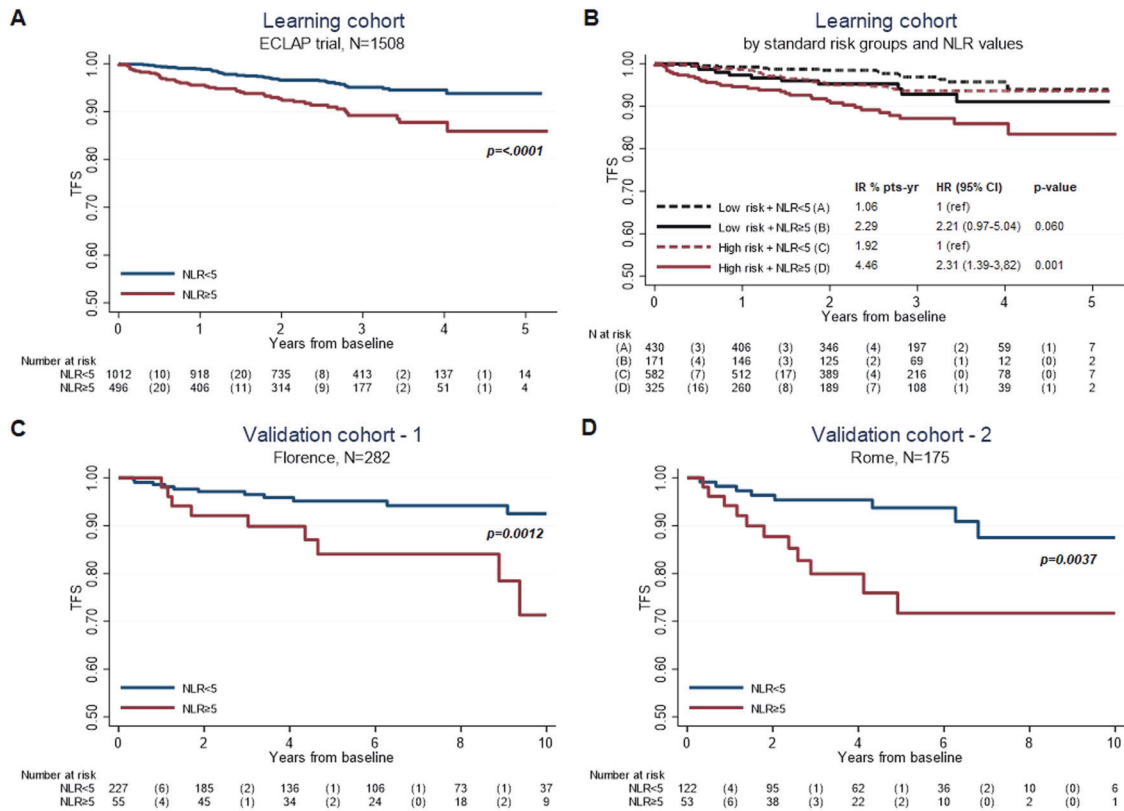 A
Learning cohort
ECLAP trial, N=1508
TFS
1.00
0.90
0.80
0.70
0.60
0.50
p=<.0001
NLR<5
NLR≥5
0 1 2 3 4 5
Years from baseline
Number at risk
NLR<5 1012 (10) 918 (20) 735 (8) 413 (2) 137 (1) 14
NLR≥5 496 (20) 406 (11) 314 (9) 177 (2) 51 (1) 4
B
Learning cohort
by standard risk groups and NLR values
TFS
1.00
0.90
0.80
0.70
0.60
0.50
IR % pts-yr HR (95% CI) p-value
Low risk + NLR<5 (A) 1.06 1 (ref)
Low risk + NLR≥5 (B) 2.29 2.21 (0.97-5.04) 0.060
High risk + NLR<5 (C) 1.92 1 (ref)
High risk + NLR≥5 (D) 4.46 2.31 (1.39-3,82) 0.001
0 1 2 3 4 5
Years from baseline
N at risk
(A) 430 (3) 406 (3) 346 (4) 197 (2) 59 (1) 7
(B) 171 (4) 146 (3) 125 (2) 69 (1) 12 (0) 2
(C) 582 (7) 512 (17) 389 (4) 216 (0) 78 (0) 7
(D) 325 (16) 260 (8) 189 (7) 108 (1) 39 (1) 2
C
Validation cohort - 1
Florence, N=282
TFS
1.00
0.90
0.80
0.70
0.60
0.50
p=0.0012
NLR<5
NLR≥5
0 2 4 6 8 10
Years from baseline
Number at risk
NLR<5 227 (6) 185 (2) 136 (1) 106 (1) 73 (1) 37
NLR≥5 55 (4) 45 (1) 34 (2) 24 (0) 18 (2) 9
D
Validation cohort - 2
Rome, N=175
TFS
1.00
0.90
0.80
0.70
0.60
0.50
p=0.0037
NLR<5
NLR≥5
0 2 4 6 8 10
Years from baseline
Number at risk
NLR<5 122 (4) 95 (1) 62 (1) 36 (2) 10 (0) 6
NLR≥5 53 (6) 38 (3) 22 (2) 10 (0) 2 (0) 1